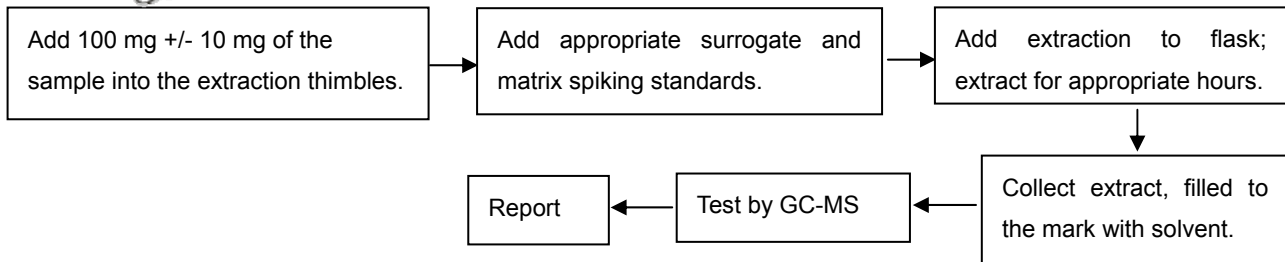 Add 100 mg +/- 10 mg of the
sample into the extraction thimbles.
Add appropriate surrogate and
matrix spiking standards.
Add extraction to flask;
extract for appropriate hours.
Collect extract, filled to
the mark with solvent.
Test by GC-MS
Report